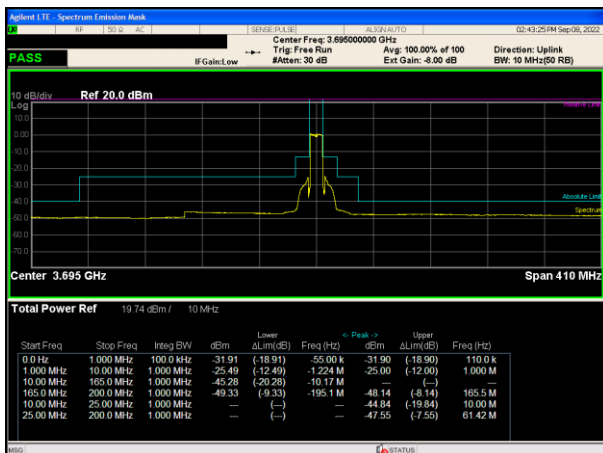 Agilent LTE - Spectrum Emission Mask
RF 50 Ω AC SENSE:PULSE ALIGN AUTO 02:43:25 PM Sep 08, 2022
Center Freq: 3.695000000 GHz
Trig: Free Run Avg: 100.00% of 100 Direction: Uplink
PASS IFGain:Low #Atten: 30 dB Ext Gain: -8.00 dB BW: 10 MHz(50 RB)
10 dB/div Ref 20.0 dBm
Log
Relative Limit
10.0
0.00
-10.0
-20.0
-30.0
Absolute Limit
-40.0
Spectrum
-50.0
-60.0
-70.0
Center 3.695 GHz Span 410 MHz
Total Power Ref 19.74 dBm / 10 MHz
Lower <- Peak -> Upper
Start Freq Stop Freq Integ BW dBm ΔLim(dB) Freq (Hz) dBm ΔLim(dB) Freq (Hz)
0.0 Hz 1.000 MHz 100.0 kHz -31.91 (-18.91) -55.00 k -31.90 (-18.90) 110.0 k
1.000 MHz 10.00 MHz 1.000 MHz -25.49 (-12.49) -1.224 M -25.00 (-12.00) 1.000 M
10.00 MHz 165.0 MHz 1.000 MHz -45.28 (-20.28) -10.17 M --- (---)
165.0 MHz 200.0 MHz 1.000 MHz -49.33 (-9.33) -195.1 M -48.14 (-8.14) 165.5 M
10.00 MHz 25.00 MHz 1.000 MHz --- (---) -44.84 (-19.84) 10.00 M
25.00 MHz 200.0 MHz 1.000 MHz --- (---) -47.55 (-7.55) 61.42 M
MSG STATUS